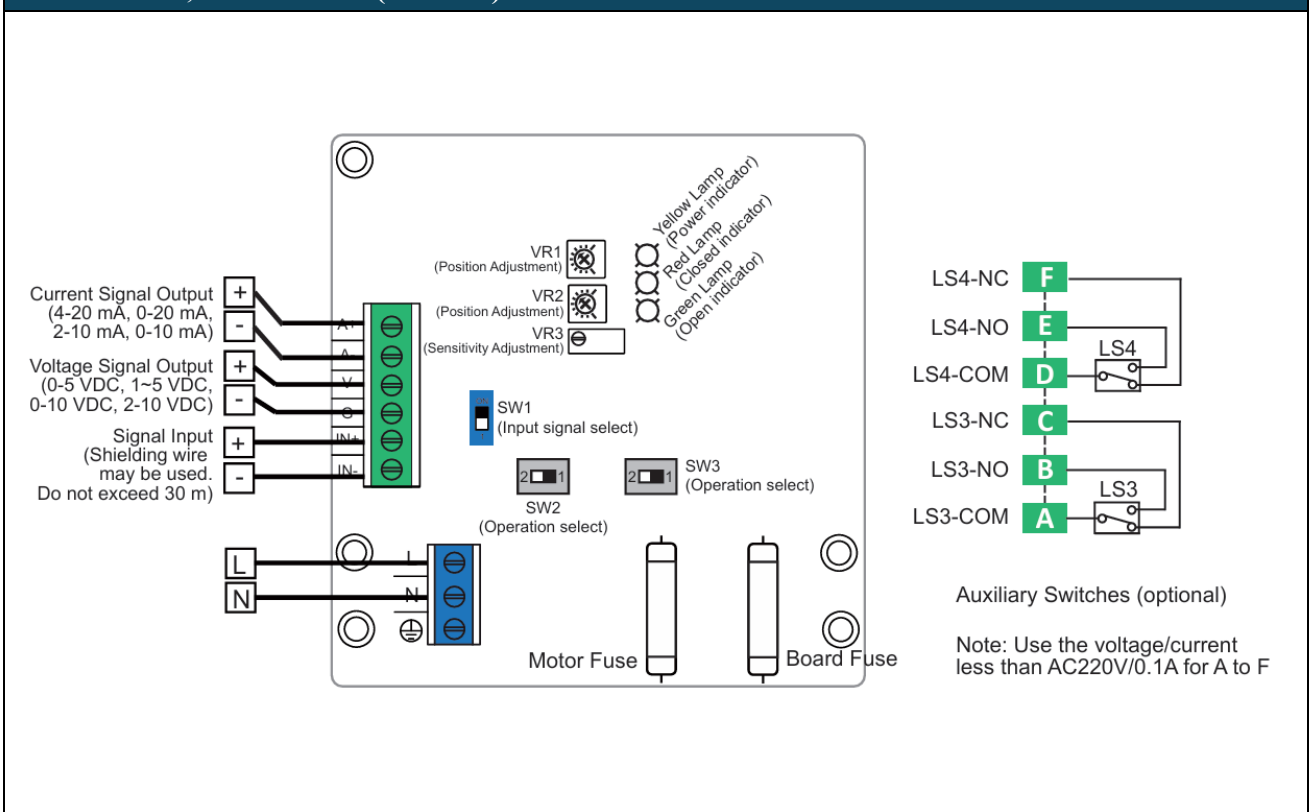 Current Signal Output
(4-20 mA, 0-20 mA,
2-10 mA, 0-10 mA)
+
-
Voltage Signal Output
(0-5 VDC, 1~5 VDC,
0-10 VDC, 2-10 VDC)
+
-
Signal Input
(Shielding wire
may be used.
Do not exceed 30 m)
+
-
A+
V
G
IN+
IN-
L
N
L
N
VR1
(Position Adjustment)
VR2
(Position Adjustment)
VR3
(Sensitivity Adjustment)
Yellow Lamp
(Power indicator)
Red Lamp
(Closed indicator)
Green Lamp
(Open indicator)
SW1
(Input signal select)
2 1
SW2
(Operation select)
2 1
SW3
(Operation select)
Motor Fuse
Board Fuse
LS4-NC F
LS4-NO E
LS4-COM D
LS4
LS3-NC C
LS3-NO B
LS3-COM A
LS3
Auxiliary Switches (optional)
Note: Use the voltage/current
less than AC220V/0.1A for A to F